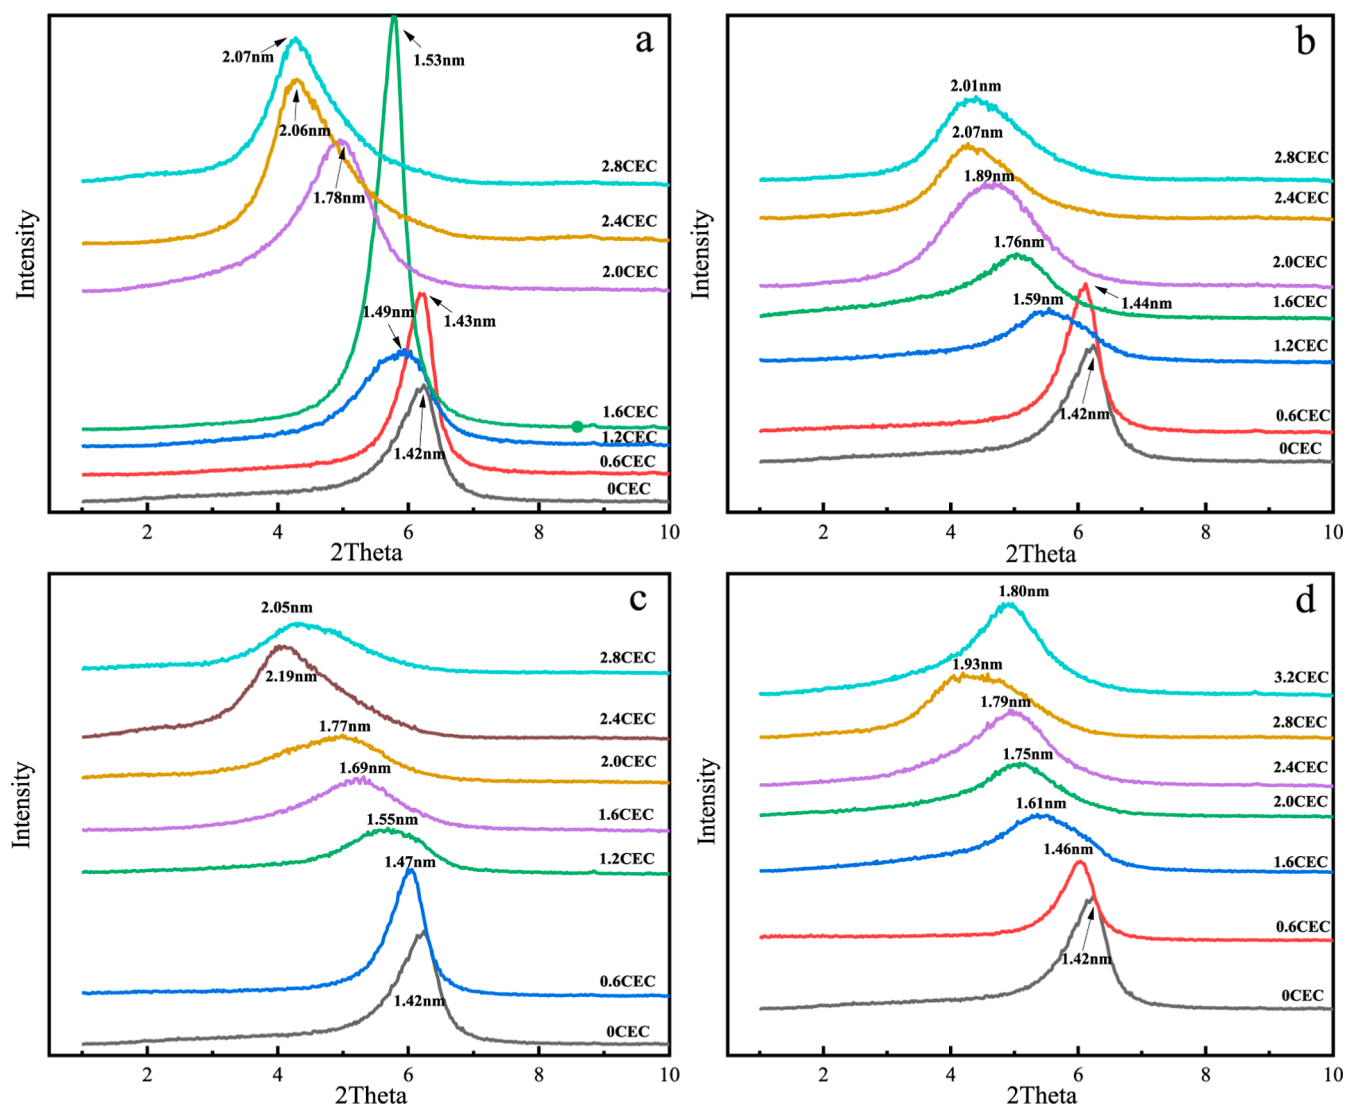 a
2.07nm
1.53nm
2.06nm
1.78nm
2.8CEC
2.4CEC
2.0CEC
1.49nm
1.43nm
1.6CEC
1.2CEC
1.42nm
0.6CEC
0CEC
Intensity
2 4 6 8 10
2Theta
b
2.01nm
2.07nm
1.89nm
2.8CEC
2.4CEC
1.76nm
2.0CEC
1.59nm
1.44nm
1.6CEC
1.2CEC
1.42nm
0.6CEC
0CEC
Intensity
2 4 6 8 10
2Theta
c
2.05nm
2.8CEC
2.19nm
2.4CEC
1.77nm
2.0CEC
1.69nm
1.6CEC
1.55nm
1.2CEC
1.47nm
0.6CEC
1.42nm
0CEC
Intensity
2 4 6 8 10
2Theta
d
1.80nm
1.93nm
3.2CEC
1.79nm
2.8CEC
1.75nm
2.4CEC
1.61nm
2.0CEC
1.46nm
1.6CEC
0.6CEC
1.42nm
0CEC
Intensity
2 4 6 8 10
2Theta